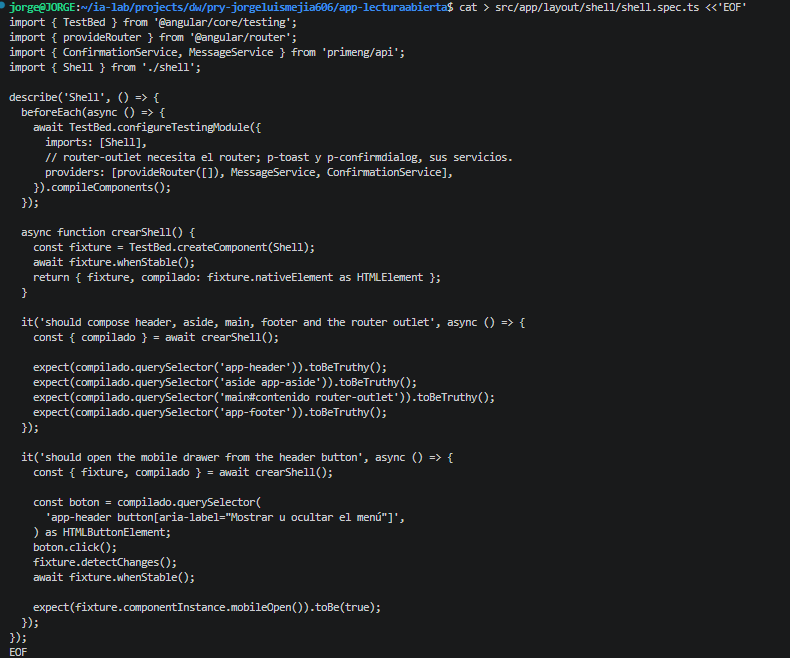 jorge@JORGE:~/ia-lab/projects/dw/pry-jorgeluismejia606/app-lecturaabierta$ cat > src/app/layout/shell/shell.spec.ts <<'EOF'
import { TestBed } from '@angular/core/testing';
import { provideRouter } from '@angular/router';
import { ConfirmationService, MessageService } from 'primeng/api';
import { Shell } from './shell';

describe('Shell', () => {
  beforeEach(async () => {
    await TestBed.configureTestingModule({
      imports: [Shell],
      // router-outlet necesita el router; p-toast y p-confirmdialog, sus servicios.
      providers: [provideRouter([]), MessageService, ConfirmationService],
    }).compileComponents();
  });

  async function crearShell() {
    const fixture = TestBed.createComponent(Shell);
    await fixture.whenStable();
    return { fixture, compilado: fixture.nativeElement as HTMLElement };
  }

  it('should compose header, aside, main, footer and the router outlet', async () => {
    const { compilado } = await crearShell();

    expect(compilado.querySelector('app-header')).toBeTruthy();
    expect(compilado.querySelector('aside app-aside')).toBeTruthy();
    expect(compilado.querySelector('main#contenido router-outlet')).toBeTruthy();
    expect(compilado.querySelector('app-footer')).toBeTruthy();
  });

  it('should open the mobile drawer from the header button', async () => {
    const { fixture, compilado } = await crearShell();

    const boton = compilado.querySelector(
      'app-header button[aria-label="Mostrar u ocultar el menú"]',
    ) as HTMLButtonElement;
    boton.click();
    fixture.detectChanges();
    await fixture.whenStable();

    expect(fixture.componentInstance.mobileOpen()).toBe(true);
  });
});
EOF